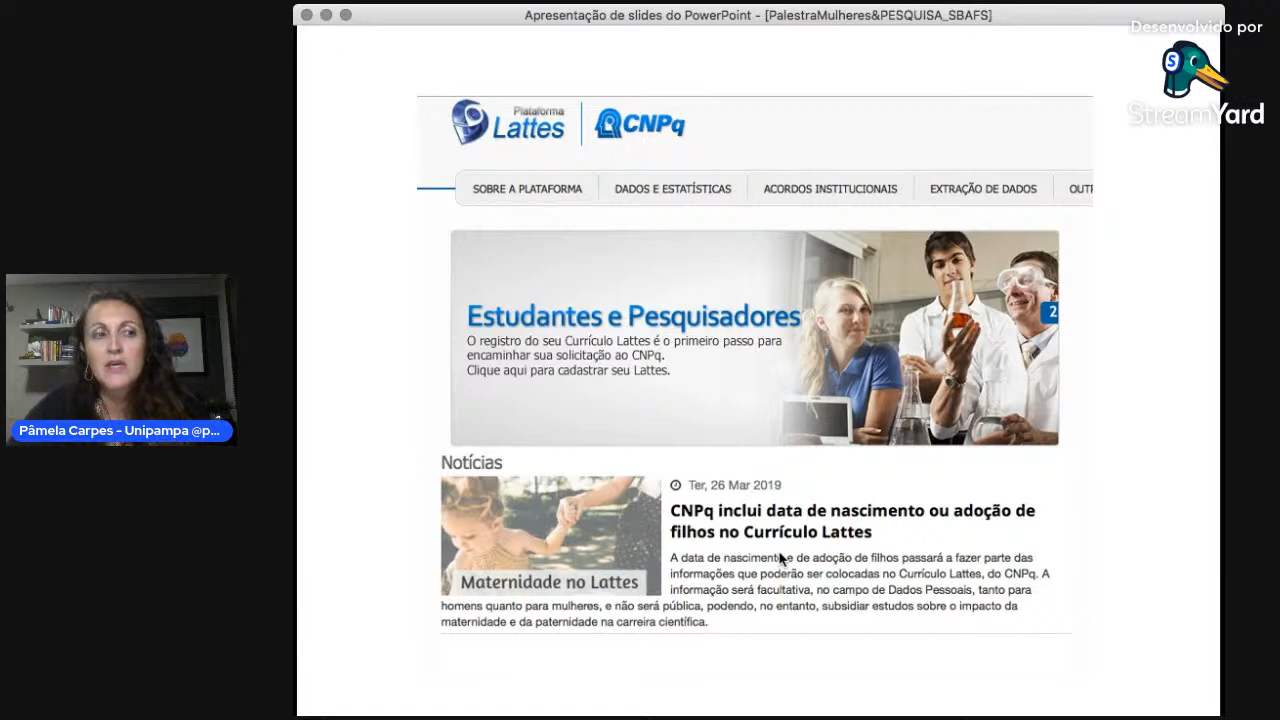 Apresentação de slides do PowerPoint - [PalestraMulheres&PESQUISA_SBAFS]
Desenvolvido por
S
StreamYard
Plataforma
Lattes
CNPq
SOBRE A PLATAFORMA
DADOS E ESTATÍSTICAS
ACORDOS INSTITUCIONAIS
EXTRAÇÃO DE DADOS
OUTR
Estudantes e Pesquisadores
O registro do seu Currículo Lattes é o primeiro passo para
encaminhar sua solicitação ao CNPq.
Clique aqui para cadastrar seu Lattes.
2
Pâmela Carpes - Unipampa @p...
Notícias
Ter, 26 Mar 2019
CNPq inclui data de nascimento ou adoção de
filhos no Currículo Lattes
Maternidade no Lattes
A data de nascimento e de adoção de filhos passará a fazer parte das
informações que poderão ser colocadas no Currículo Lattes, do CNPq. A
informação será facultativa, no campo de Dados Pessoais, tanto para
homens quanto para mulheres, e não será pública, podendo, no entanto, subsidiar estudos sobre o impacto da
maternidade e da paternidade na carreira científica.